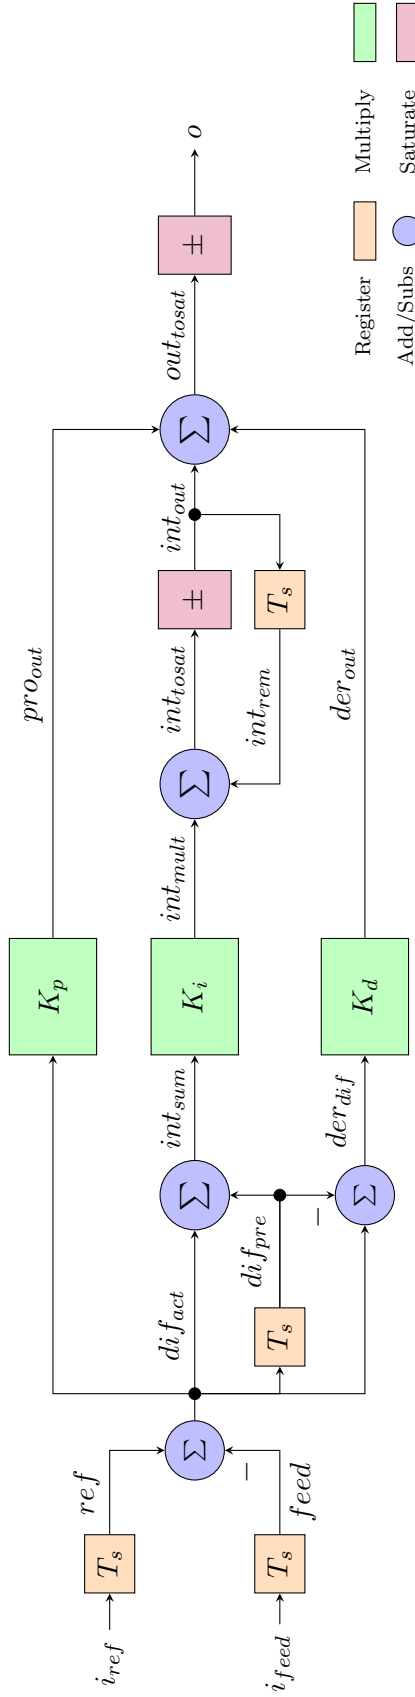 i_ref
T_s
ref
i_feed
T_s
feed
Σ
−
dif_act
T_s
dif_pre
Σ
int_sum
−
Σ
der_dif
K_p
pro_out
K_i
int_mult
K_d
der_out
Σ
int_tosat
±
int_out
int_rem
T_s
Σ
out_tosat
±
o
Register
Multiply
Add/Subs
Saturate